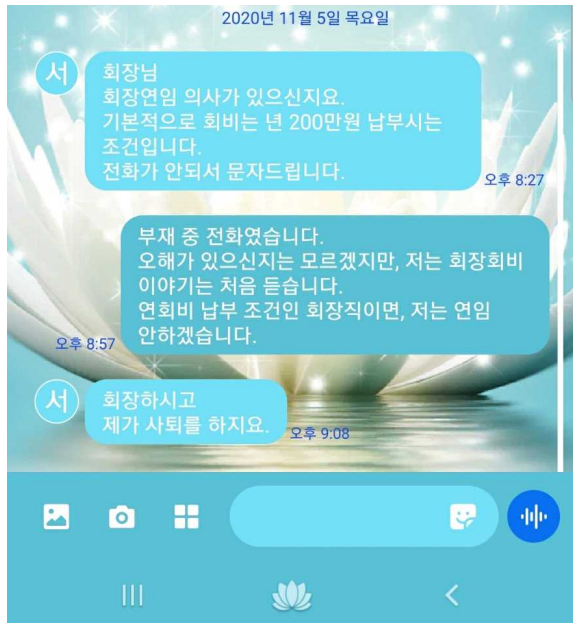 2020년 11월 5일 목요일
서
회장님
회장연임 의사가 있으신지요.
기본적으로 회비는 년 200만원 납부시는
조건입니다.
전화가 안되서 문자드립니다.
오후 8:27
부재 중 전화였습니다.
오해가 있으신지는 모르겠지만, 저는 회장회비
이야기는 처음 듣습니다.
연회비 납부 조건인 회장직이면, 저는 연임
안하겠습니다.
오후 8:57
서
회장하시고
제가 사퇴를 하지요.
오후 9:08